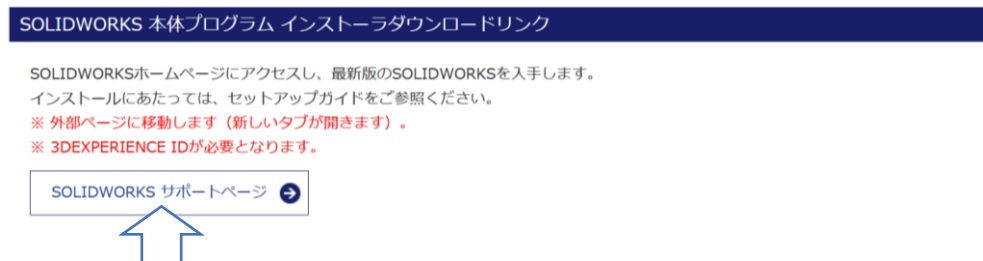 SOLIDWORKS 本体プログラム インストーラダウンロードリンク
SOLIDWORKSホームページにアクセスし、最新版のSOLIDWORKSを入手します。
インストールにあたっては、セットアップガイドをご参照ください。
※ 外部ページに移動します（新しいタブが開きます）。
※ 3DEXPERIENCE IDが必要となります。
SOLIDWORKS サポートページ